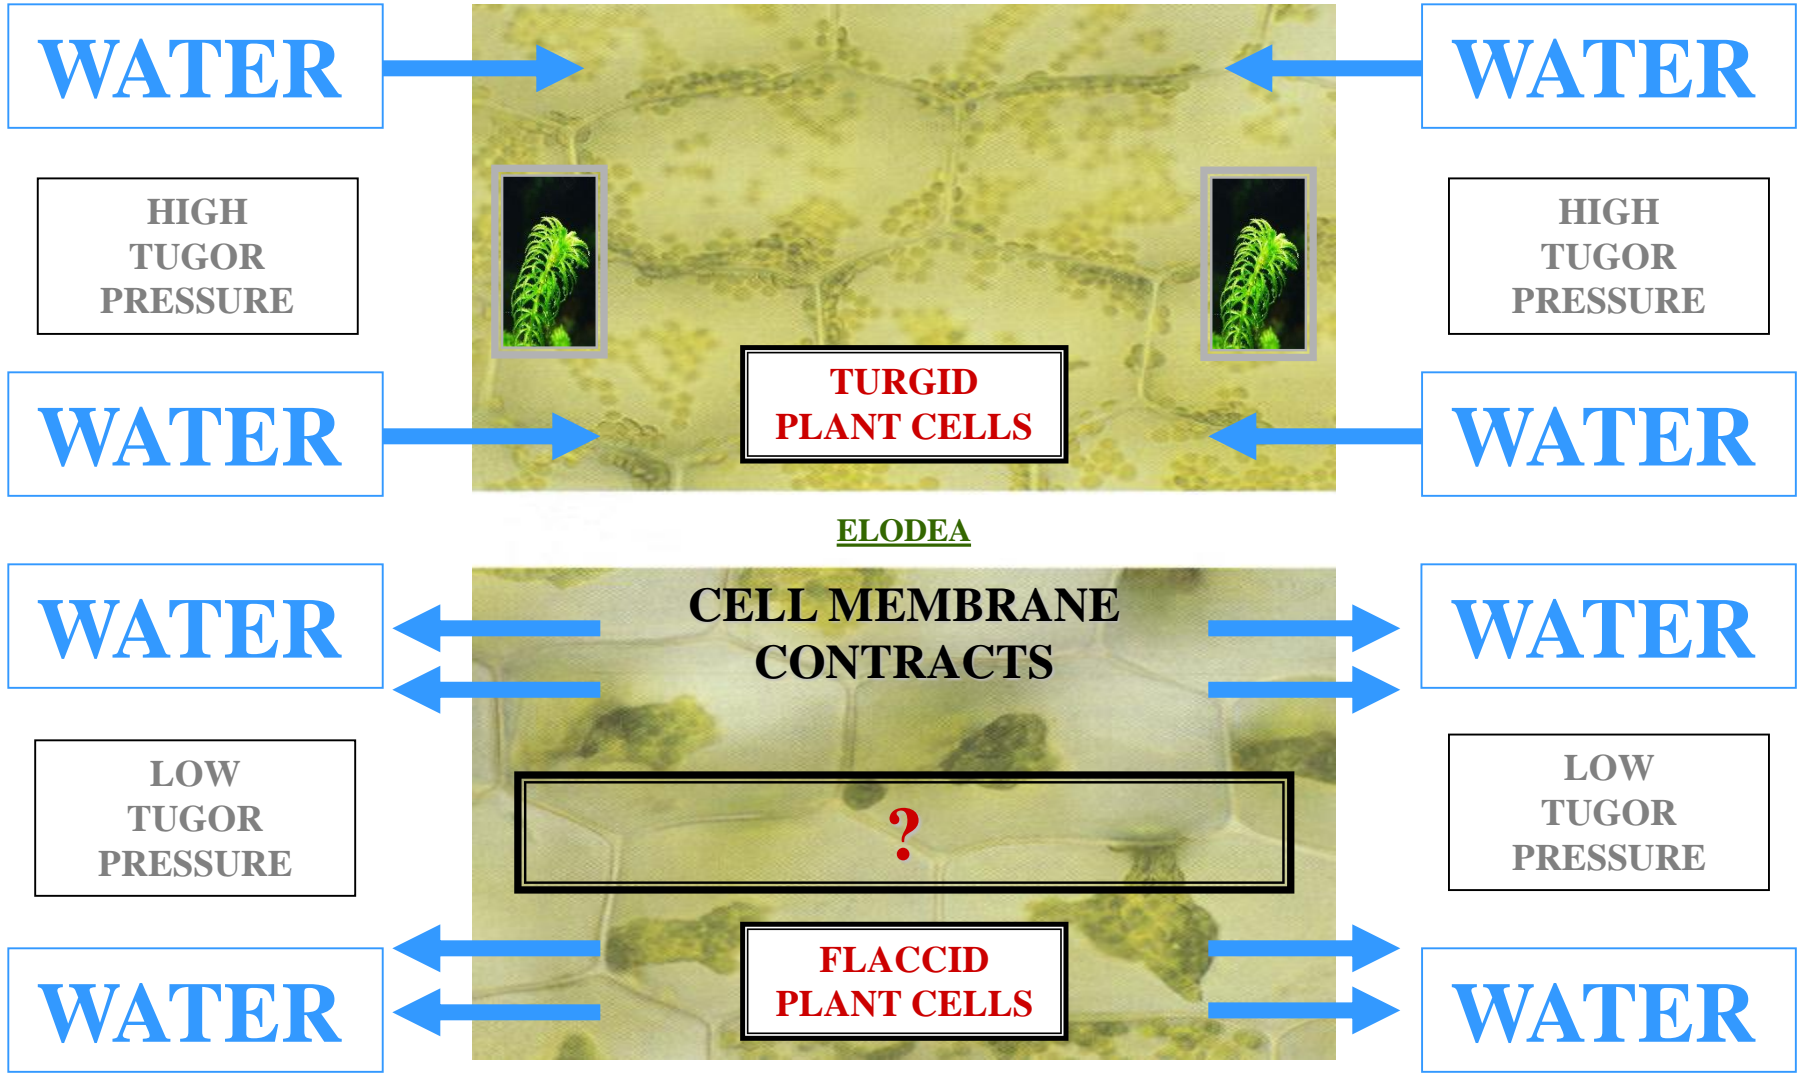 WATER
WATER
HIGH
TUGOR
PRESSURE
HIGH
TUGOR
PRESSURE
TURGID
PLANT CELLS
WATER
WATER
ELODEA
CELL MEMBRANE
CONTRACTS
WATER
WATER
LOW
TUGOR
PRESSURE
?
LOW
TUGOR
PRESSURE
FLACCID
PLANT CELLS
WATER
WATER